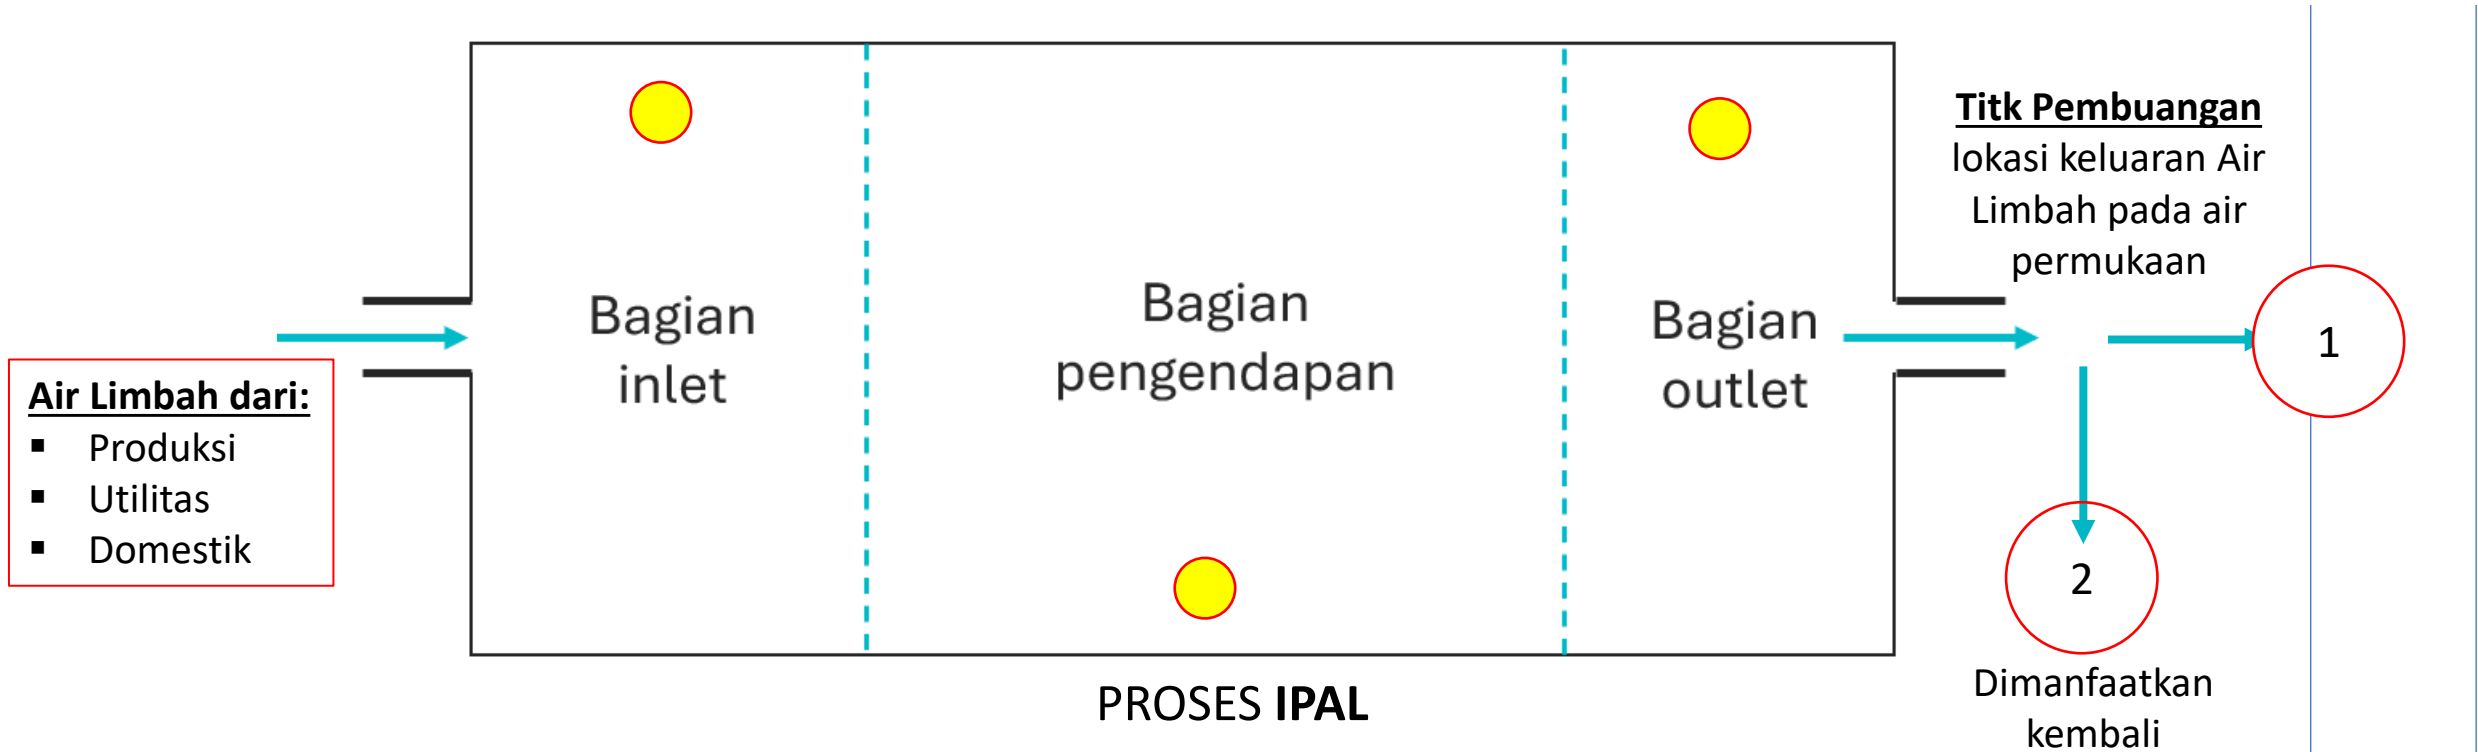 Air Limbah dari:
▪ Produksi
▪ Utilitas
▪ Domestik
Bagian
inlet
Bagian
pengendapan
Bagian
outlet
Titk Pembuangan
lokasi keluaran Air
Limbah pada air
permukaan
1
2
Dimanfaatkan
kembali
PROSES IPAL